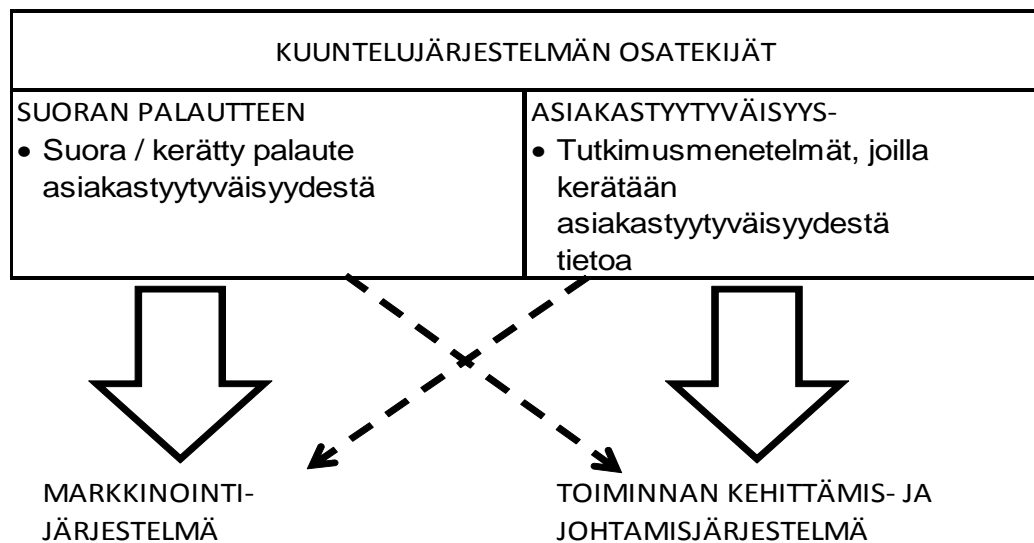 KUUNTELUJÄRJESTELMÄN OSATEKIJÄT
SUORAN PALAUTTEEN
• Suora / kerätty palaute
asiakastyytyväisyydestä
ASIAKASTYYTYVÄISYYS-
• Tutkimusmenetelmät, joilla
kerätään
asiakastyytyväisyydestä
tietoa
MARKKINOINTI-
JÄRJESTELMÄ
TOIMINNAN KEHITTÄMIS- JA
JOHTAMISJÄRJESTELMÄ